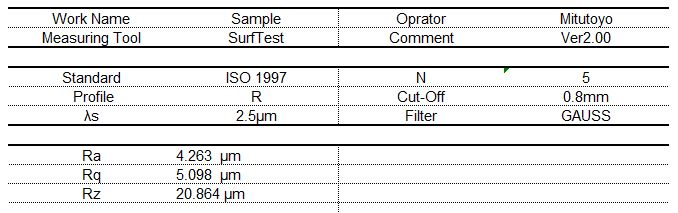 Work Name Sample Oprator Mitutoyo
Measuring Tool SurfTest Comment Ver2.00
Standard ISO 1997 N 5
Profile R Cut-Off 0.8mm
λs 2.5μm Filter GAUSS
Ra 4.263 μm
Rq 5.098 μm
Rz 20.864 μm